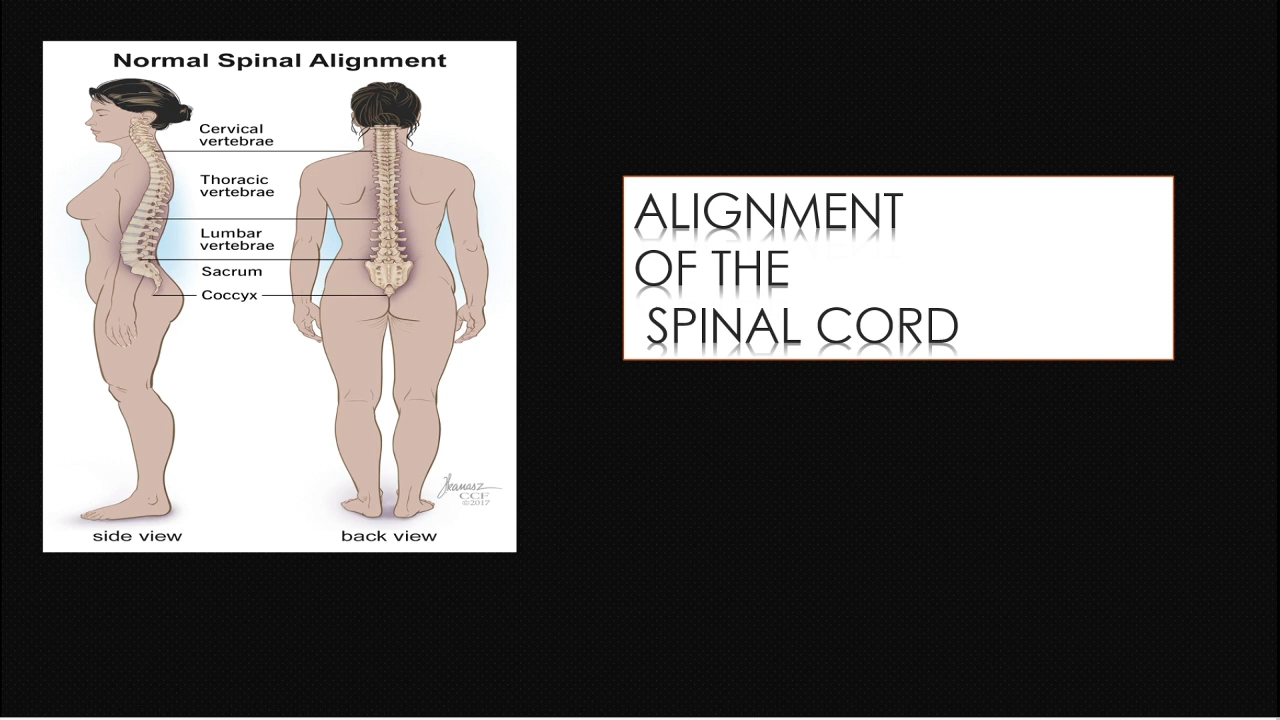 Normal Spinal Alignment
Cervical
vertebrae
Thoracic
vertebrae
Lumbar
vertebrae
Sacrum
Coccyx
CCF
©2017
side view
back view
ALIGNMENT
OF THE
SPINAL CORD